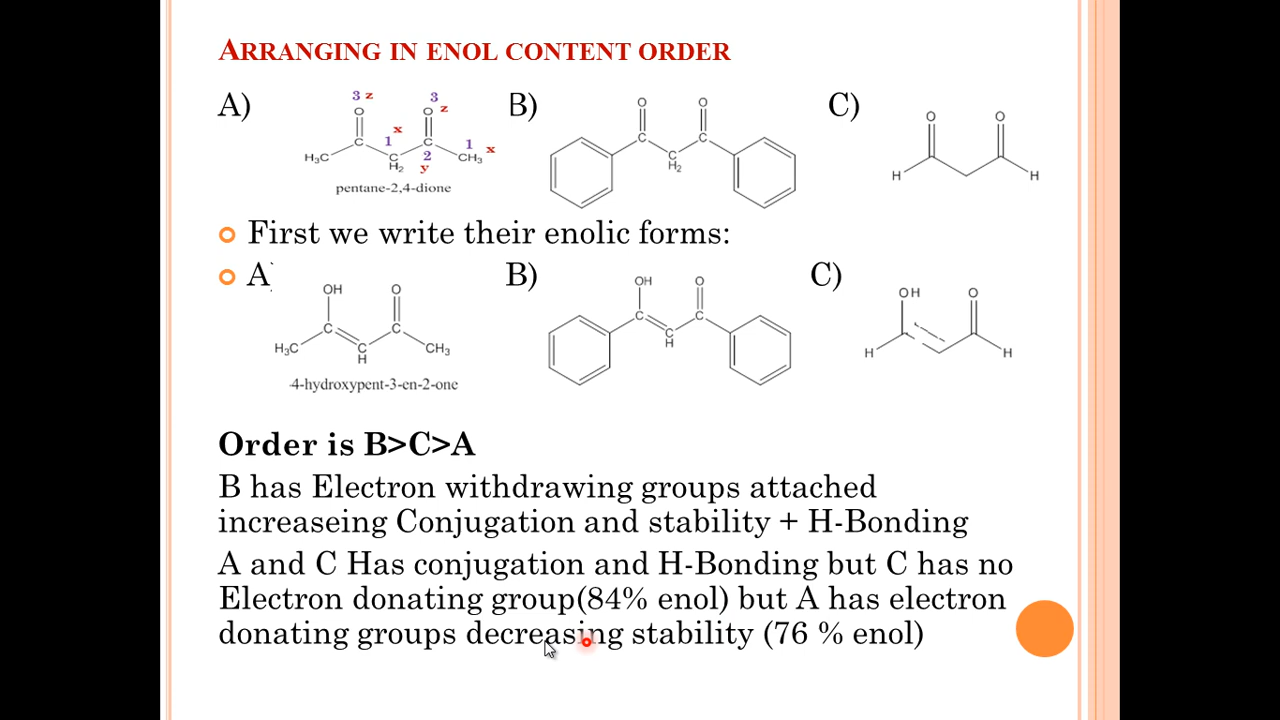 ARRANGING IN ENOL CONTENT ORDER
A) B) C)
3 z 3 z
O O O O O O
1 x 1 x
C C C C
H₃C C H₂ 2 y CH₃ C H₂ H H
pentane-2,4-dione
First we write their enolic forms:
A) B) C)
OH O OH O OH O
C C C C
H₃C C H CH₃ C H H H
4-hydroxypent-3-en-2-one
Order is B>C>A
B has Electron withdrawing groups attached
increaseing Conjugation and stability + H-Bonding
A and C Has conjugation and H-Bonding but C has no
Electron donating group(84% enol) but A has electron
donating groups decreasing stability (76 % enol)